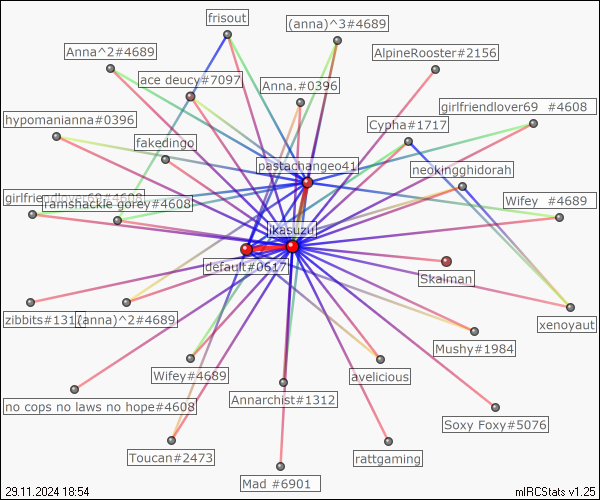 frisout
(anna)^3#4689
Anna^2#4689
AlpineRooster#2156
ace deucy#7097
Anna.#0396
girlfriendlover69 #4608
hypomanianna#0396
Cypha#1717
fakedingo
pastachangeo41
neokingghidorah
girlfriendlover69#4608
ramshackle gorey#4608
Wifey #4689
ikasuzu
default#0617
Skalman
zibbits#1312
(anna)^2#4689
xenoyaut
Mushy#1984
Wifey#4689
avelicious
no cops no laws no hope#4608
Annarchist#1312
Soxy Foxy#5076
Toucan#2473
rattgaming
Mad #6901
29.11.2024 18:54
mIRCStats v1.25